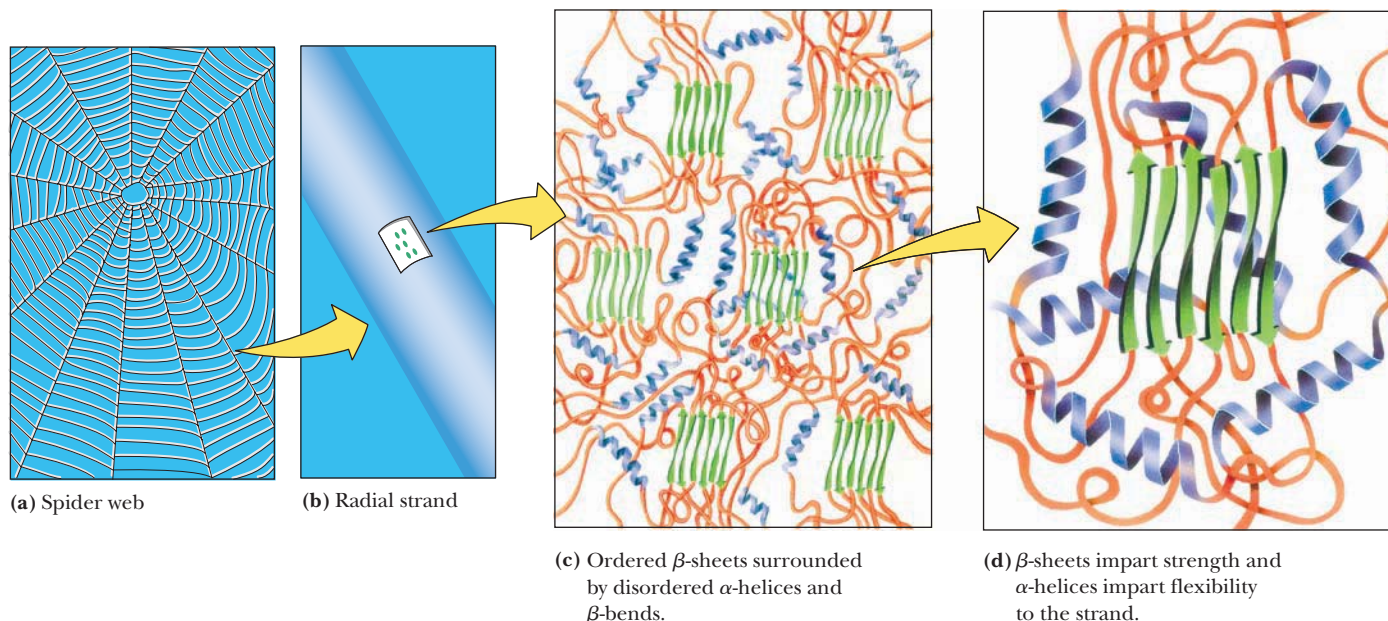 (a) Spider web
(b) Radial strand
(c) Ordered β-sheets surrounded
by disordered α-helices and
β-bends.
(d) β-sheets impart strength and
α-helices impart flexibility
to the strand.